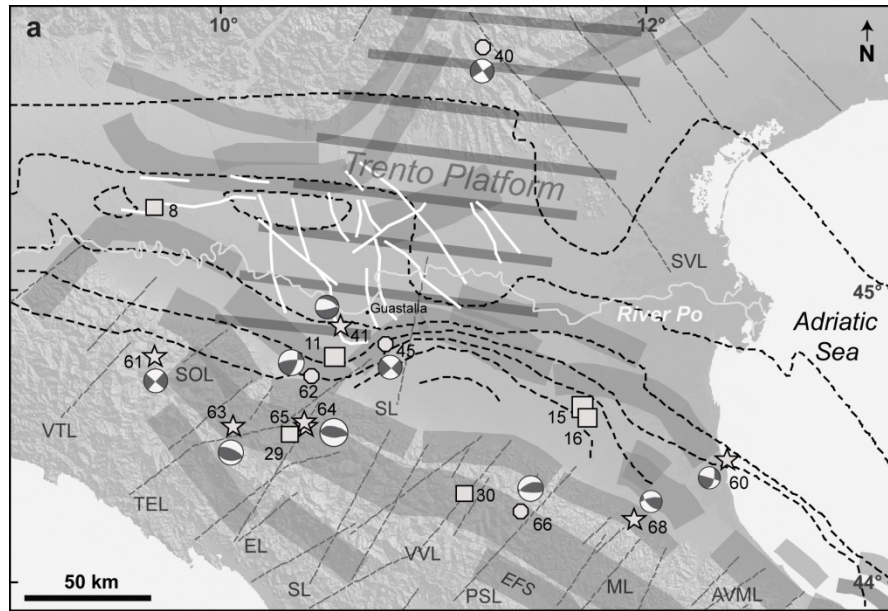 a
10°
12°
N
40
Trento Platform
8
SVL
45°
Guastalla
River Po
Adriatic
Sea
41
11
45
61
62
SOL
SL
VTL
63
65
64
29
15
16
60
TEL
30
66
68
EL
VVL
SL
PSL
EFS
ML
AVML
44°
50 km